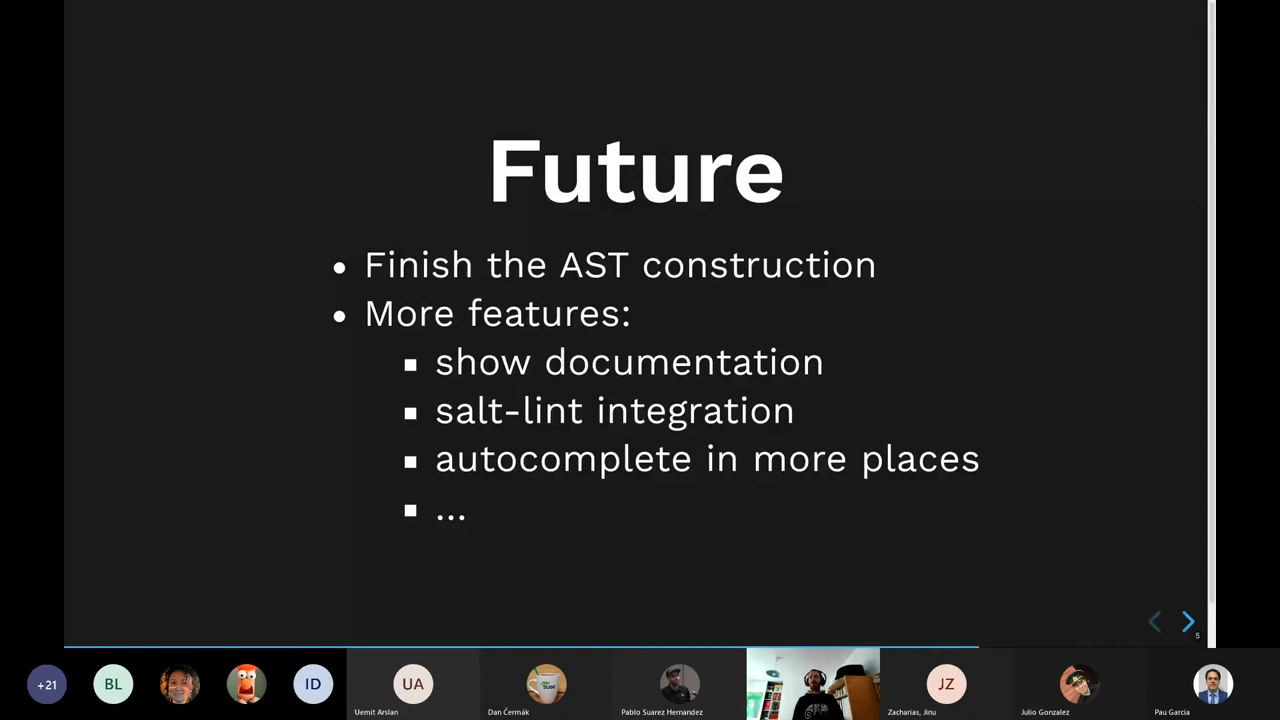 Future
Finish the AST construction
More features:
show documentation
salt-lint integration
autocomplete in more places
...
5
+21
BL
ID
UA
JZ
Uemit Arslan
Dan Čermák
Pablo Suarez Hernandez
Zacharias, Jinu
Julio Gonzalez
Pau Garcia